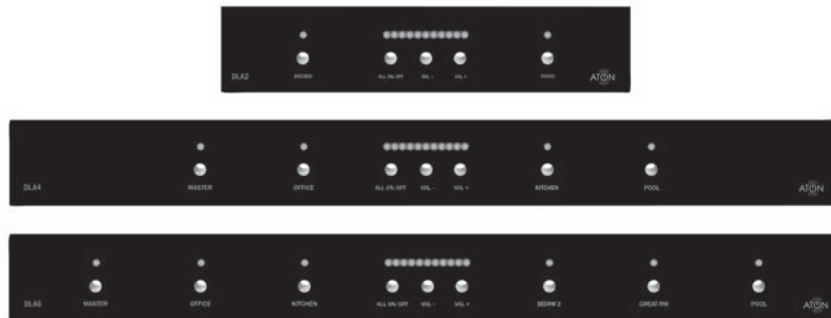 KITCHEN ALL ON/OFF VOL - VOL + PATIO
DLA2 ATON
MASTER OFFICE ALL ON/OFF VOL - VOL + KITCHEN POOL
DLA4 ATON
MASTER OFFICE KITCHEN ALL ON/OFF VOL - VOL + BEDRM 2 GREAT RM POOL
DLA6 ATON